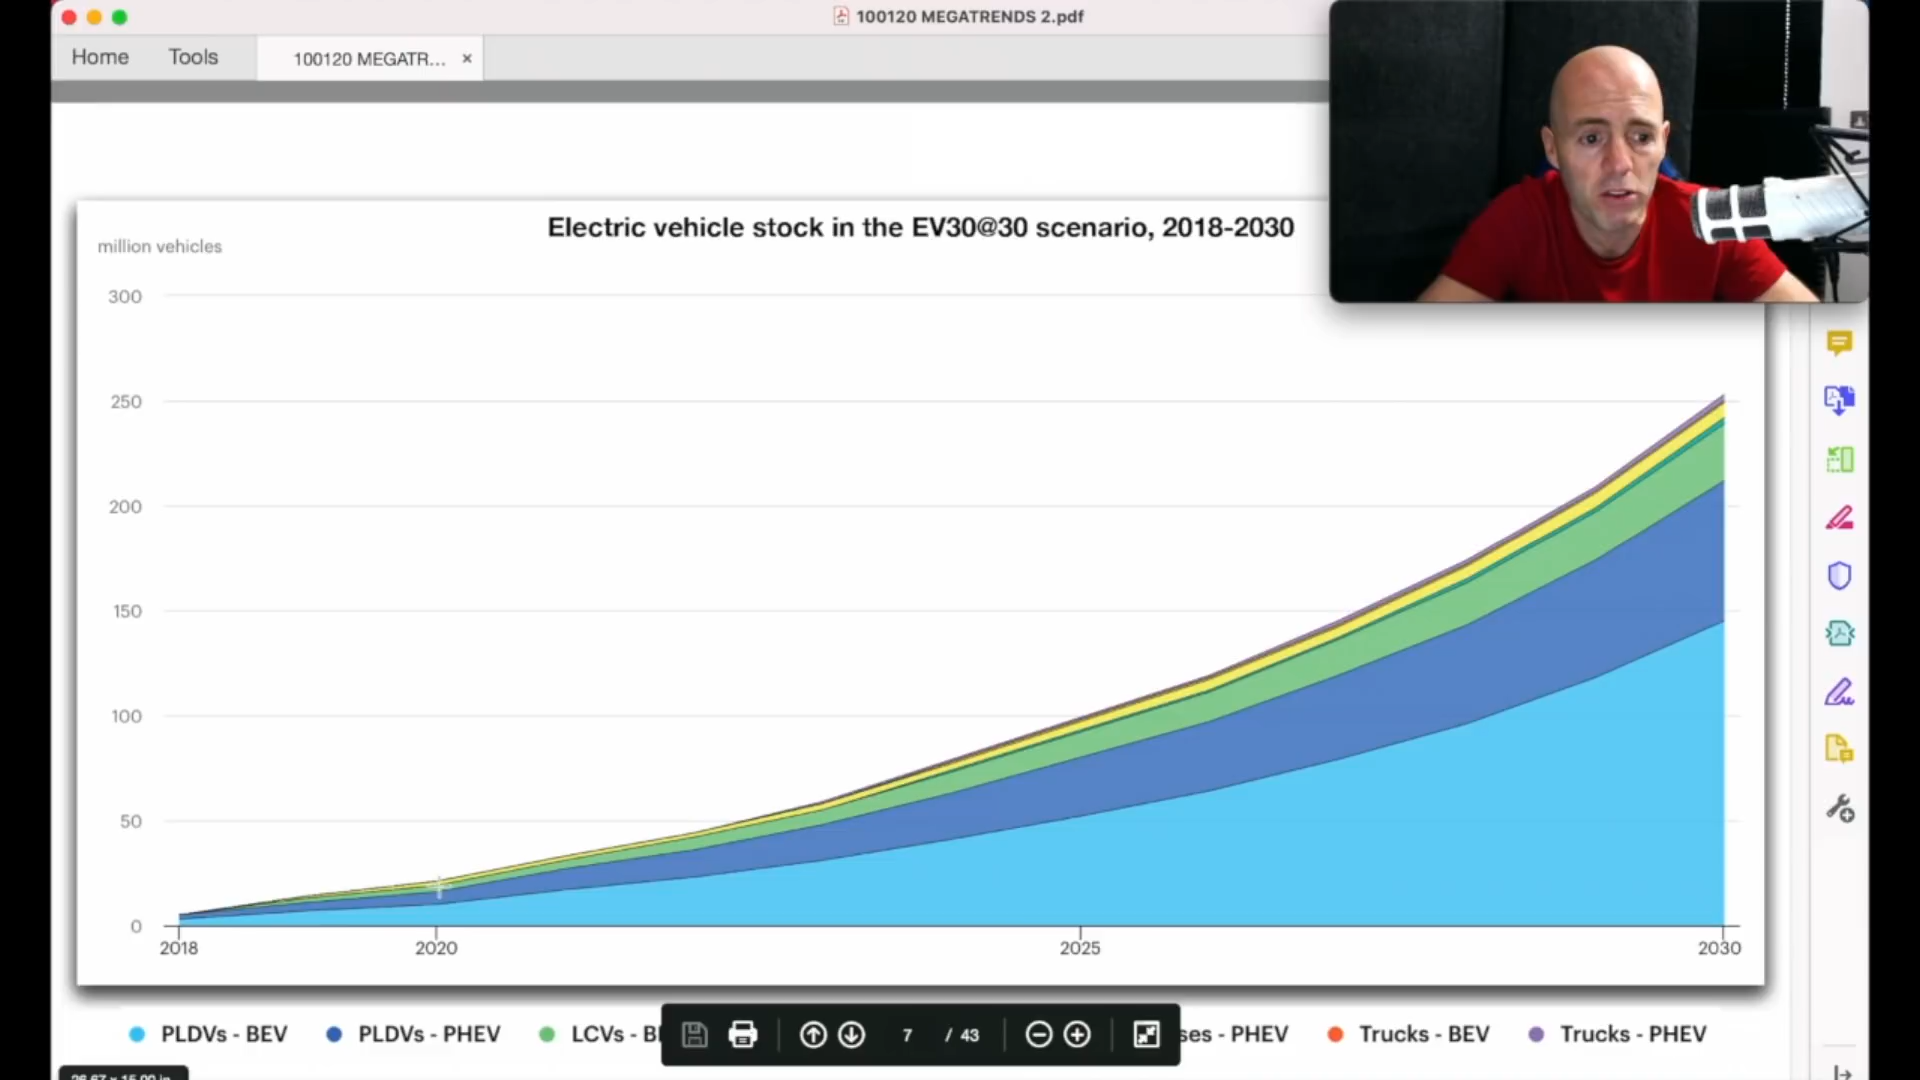 100120 MEGATRENDS 2.pdf
Home Tools 100120 MEGATR... ×
Electric vehicle stock in the EV30@30 scenario, 2018-2030
million vehicles
300
250
200
150
100
50
0
2018 2020 2025 2030
PLDVs - BEV PLDVs - PHEV LCVs - BE 7 / 43 ses - PHEV Trucks - BEV Trucks - PHEV